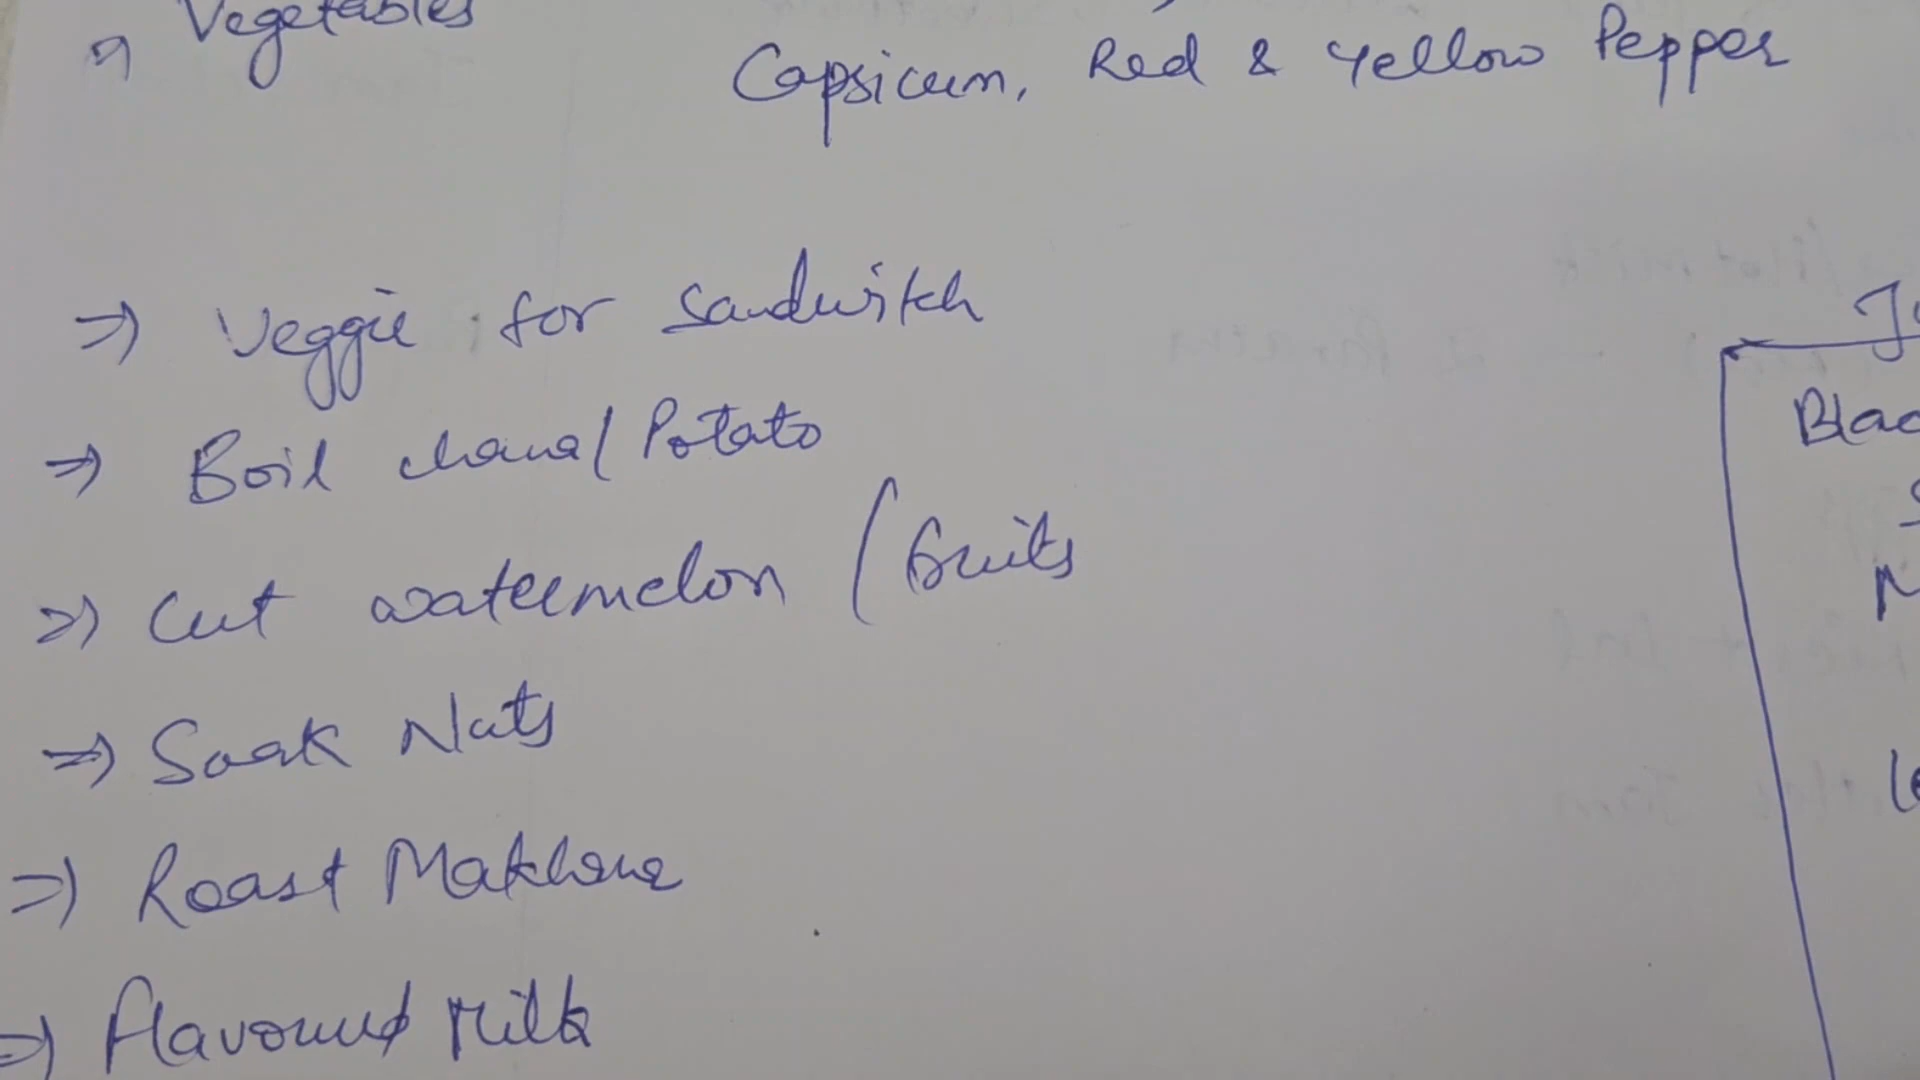 ⇒ Vegetables
Capsicum, Red & Yellow Pepper
⇒ Veggie for Sandwitch
⇒ Boil chana / Potato
⇒ Cut watermelon / fruits
⇒ Soak Nuts
⇒ Roast Makhana
⇒ Flavoured Milk